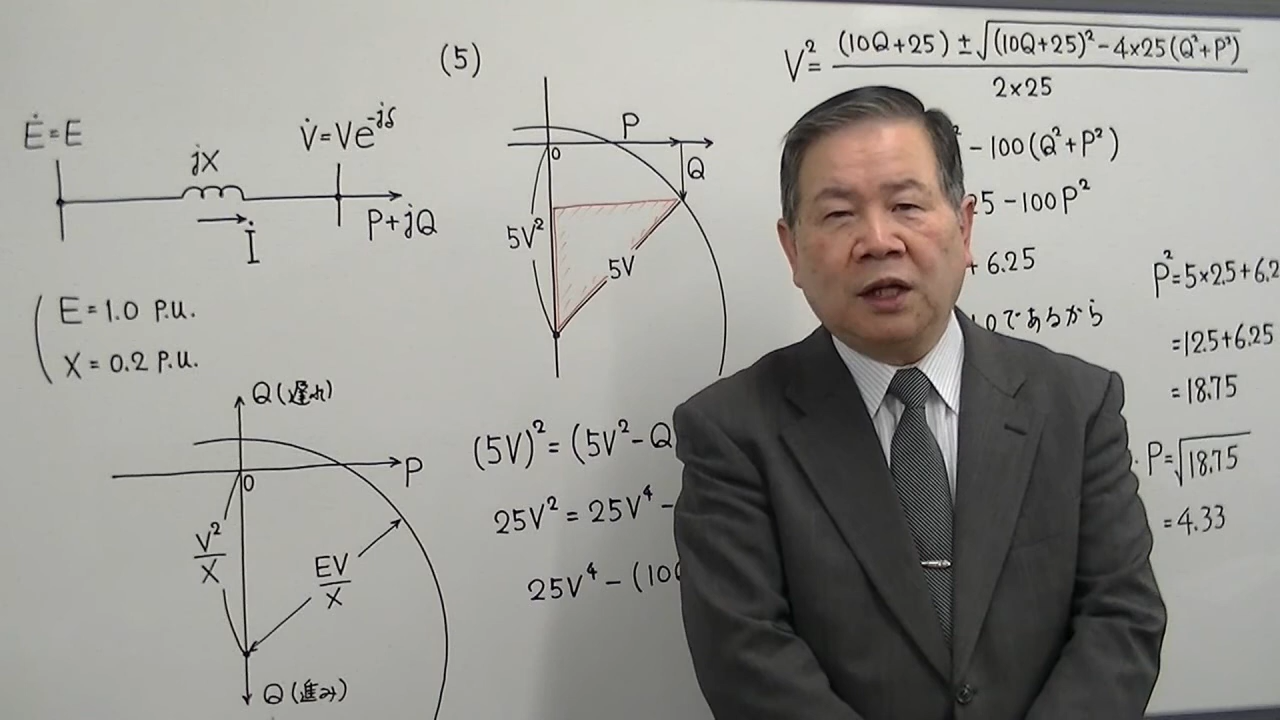 Ė = E
V̇ = Ve^{-jδ}
jX
İ
P+jQ
E = 1.0 P.U.
X = 0.2 P.U.
Q (遅れ)
P
0
V²/X
EV/X
Q (進み)
(5)
P
0
Q
5V²
5V
(5V)² = (5V² - Q
25V² = 25V⁴ -
25V⁴ - (10
V² = (10Q+25) ± √((10Q+25)² - 4×25(Q²+P²)) / 2×25
- 100(Q²+P²)
25 - 100P²
+ 6.25
であるから
P² = 5×2.5+6.2
= 12.5+6.25
= 18.75
P = √18.75
= 4.33